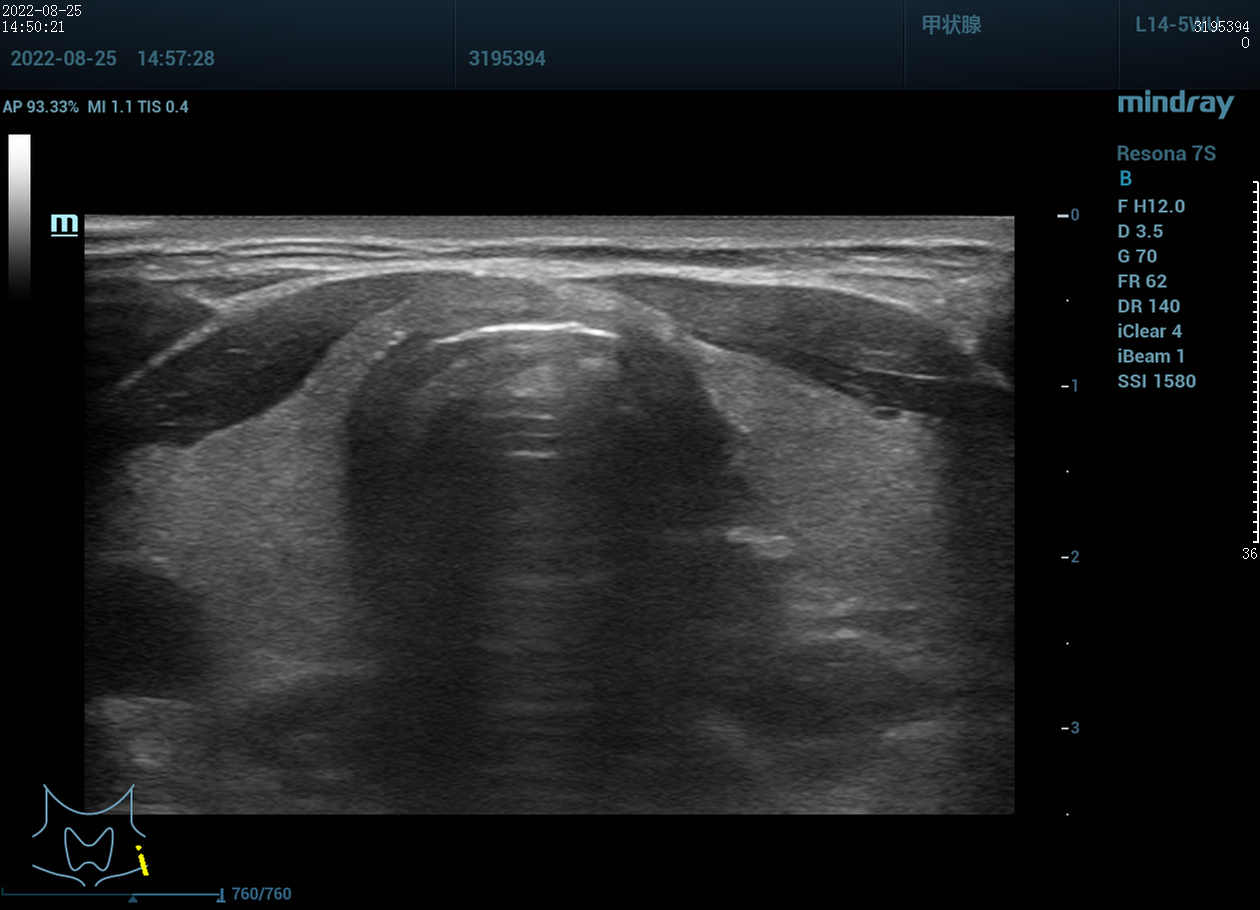 2022-08-25
14:50:21
2022-08-25 14:57:28
3195394
甲状腺
3195394
0
AP 93.33% MI 1.1 TIS 0.4
mindray
Resona 7S
B
F H12.0
D 3.5
G 70
FR 62
DR 140
iClear 4
iBeam 1
SSI 1580
m
0
1
2
3
36
760/760